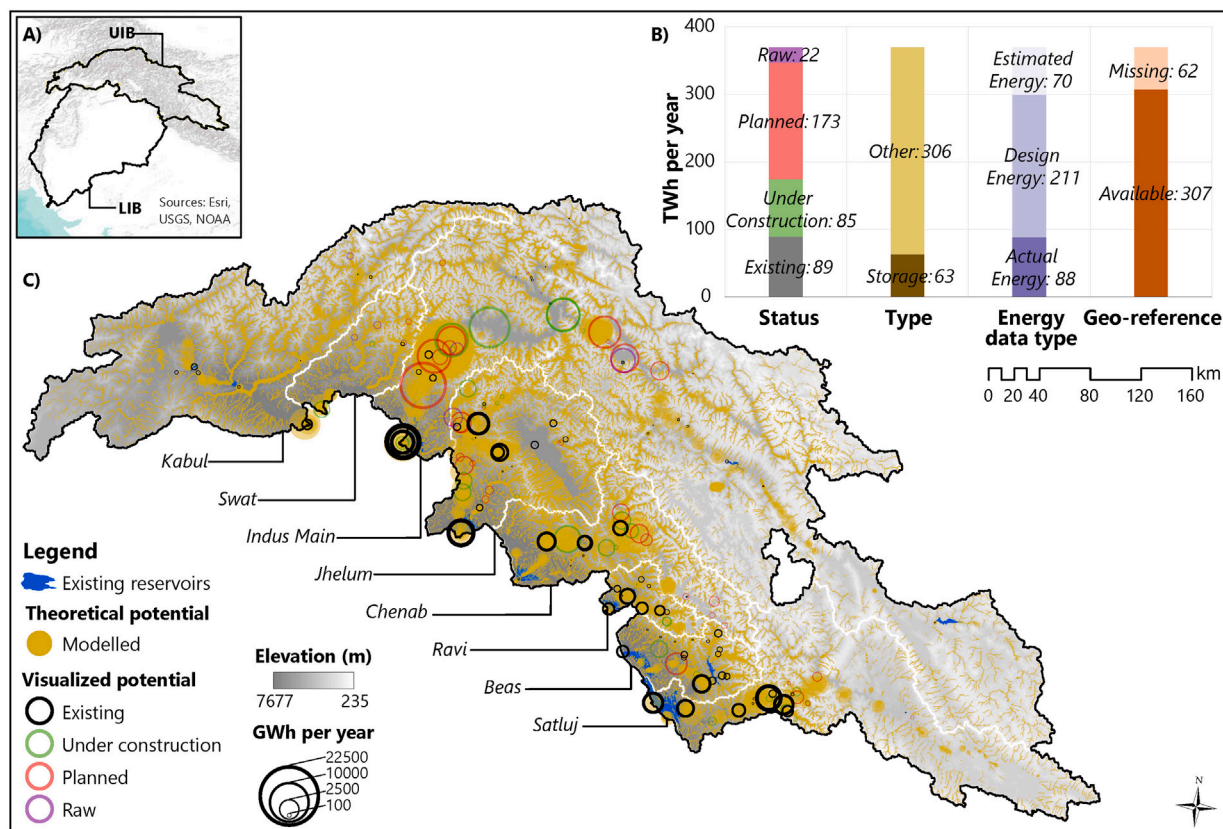 A)
UIB
LIB
Sources: Esri,
USGS, NOAA
B)
TWh per year
400
300
200
100
0
Raw: 22
Planned: 173
Under
Construction: 85
Existing: 89
Other: 306
Storage: 63
Estimated
Energy: 70
Design
Energy: 211
Actual
Energy: 88
Missing: 62
Available: 307
Status
Type
Energy
data type
Geo-reference
km
0 20 40 80 120 160
C)
Kabul
Swat
Indus Main
Jhelum
Chenab
Ravi
Beas
Satluj
Legend
Existing reservoirs
Theoretical potential
Modelled
Visualized potential
Existing
Under construction
Planned
Raw
Elevation (m)
7677 235
GWh per year
22500
10000
2500
100
N